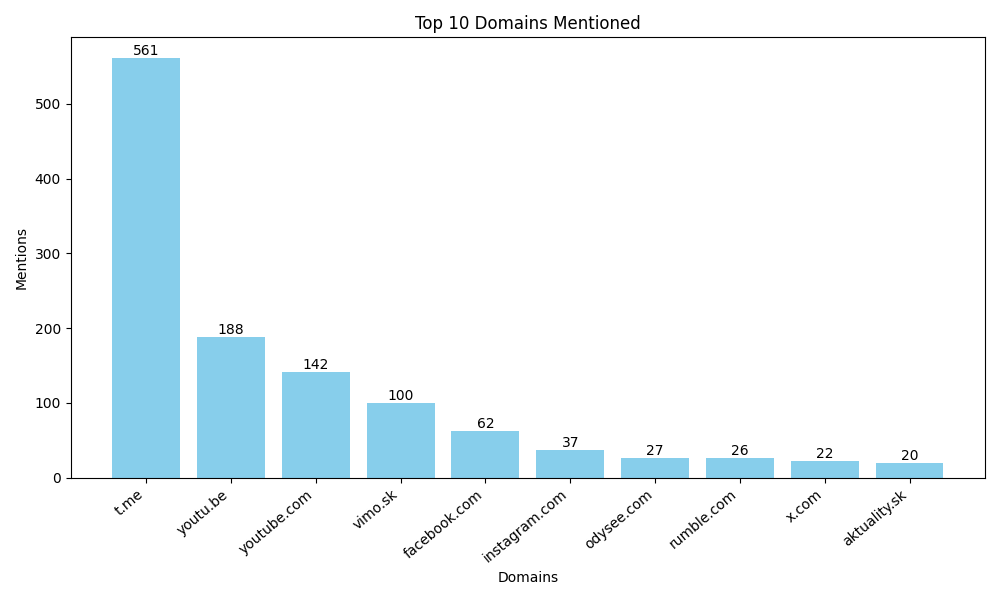 Top 10 Domains Mentioned
561
500
400
300
200
100
0
Mentions
188
142
100
62
37
27
26
22
20
t.me
youtu.be
youtube.com
vimo.sk
facebook.com
instagram.com
odysee.com
rumble.com
x.com
aktuality.sk
Domains